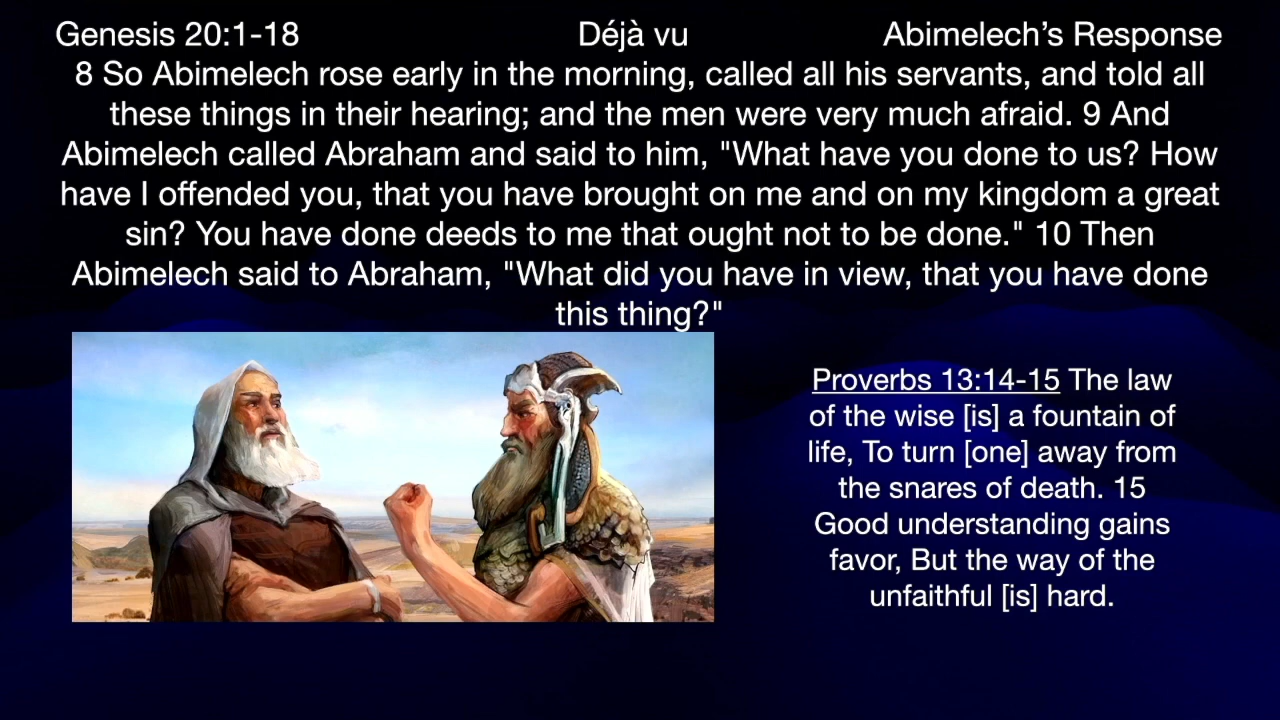 Genesis 20:1-18 Déjà vu Abimelech’s Response
8 So Abimelech rose early in the morning, called all his servants, and told all
these things in their hearing; and the men were very much afraid. 9 And
Abimelech called Abraham and said to him, "What have you done to us? How
have I offended you, that you have brought on me and on my kingdom a great
sin? You have done deeds to me that ought not to be done." 10 Then
Abimelech said to Abraham, "What did you have in view, that you have done
this thing?"
Proverbs 13:14-15 The law
of the wise [is] a fountain of
life, To turn [one] away from
the snares of death. 15
Good understanding gains
favor, But the way of the
unfaithful [is] hard.